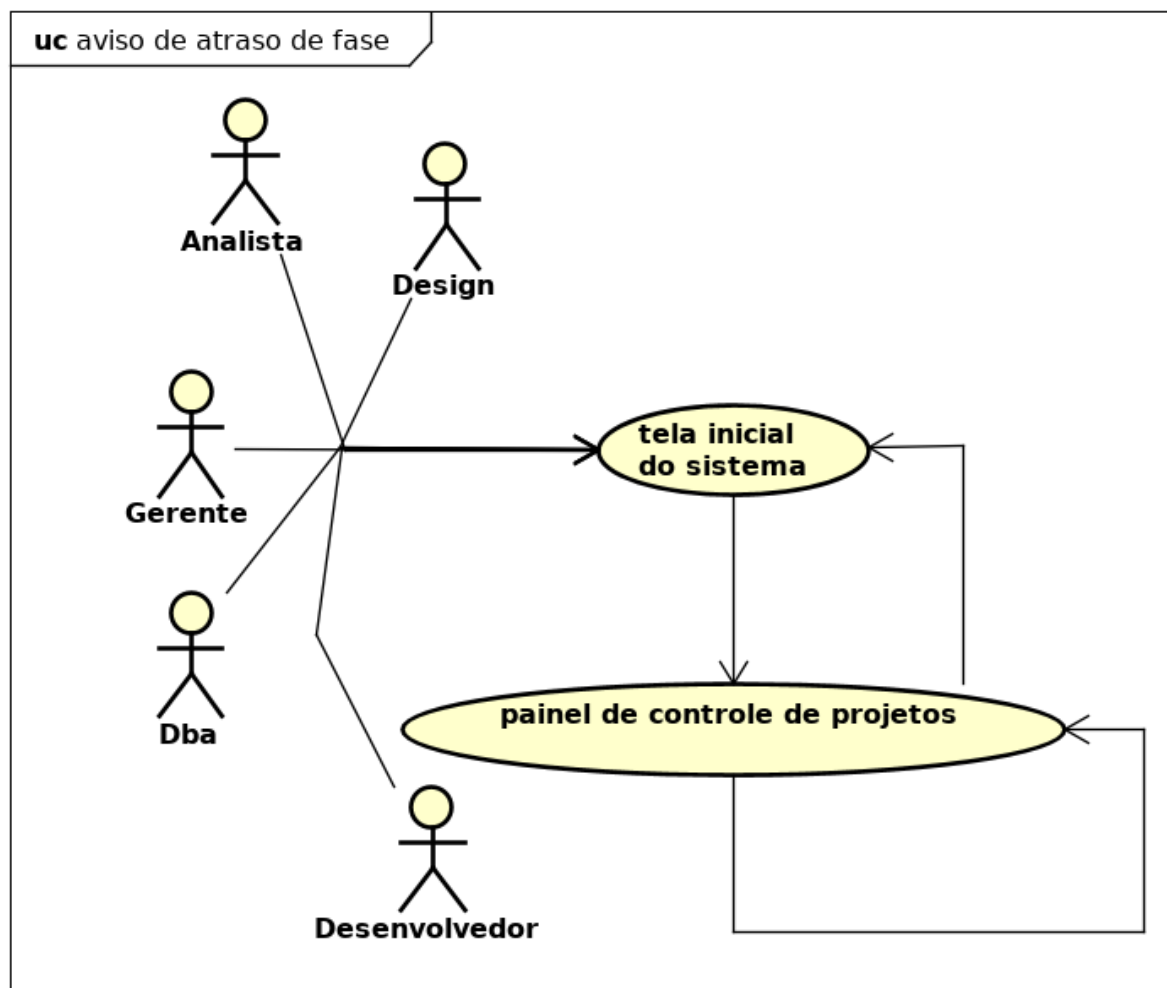 uc aviso de atraso de fase
Analista
Design
Gerente
tela inicial
do sistema
Dba
painel de controle de projetos
Desenvolvedor